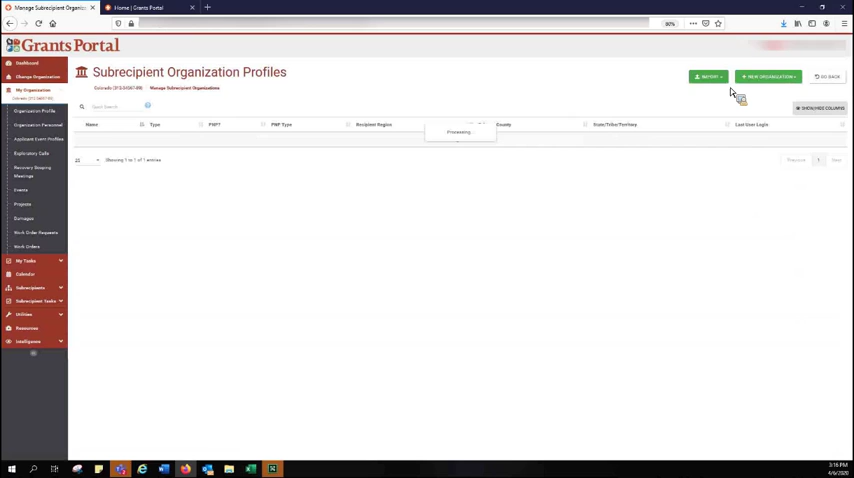 Manage Subrecipient Organiza
Home | Grants Portal
80%
Grants Portal
Dashboard
Change Organization
My Organization
Organization Profile
Organization Personnel
Applicant Event Profiles
Exploratory Calls
Recovery Scoping
Meetings
Events
Projects
Damages
Work Order Requests
Work Orders
My Tasks
Calendar
Subrecipients
Subrecipient Tasks
Utilities
Resources
Intelligence
Subrecipient Organization Profiles
Manage Subrecipient Organizations
IMPORT
NEW ORGANIZATION
GO BACK
Quick Search
SHOW/HIDE COLUMNS
Name Type PNP? PNP Type Recipient Region County State/Tribe/Territory Last User Login
Processing...
25 Showing 1 to 1 of 1 entries
Previous 1 Next
3:16 PM
4/6/2020